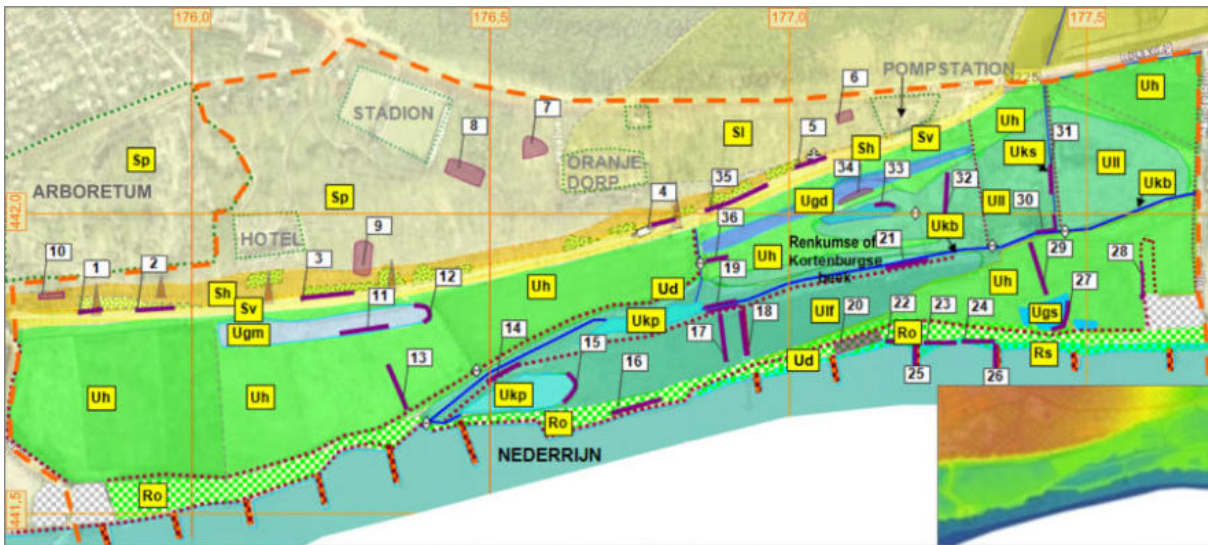 176,0
176,5
177,0
177,5
442,0
441,5
STADION
POMPSTATION
ORANJE-
DORP
ARBORETUM
HOTEL
Renkumse of
Kortenburgse
beek
NEDERRIJN
Sp
Sp
Sl
Sh
Sv
Uh
Uh
Uks
Ull
Ukb
Ull
Ugd
Ukb
Sh
Sv
Ugm
Uh
Ud
Uh
Ukp
Ulf
Uh
Ugs
Ro
Rs
Ud
Uh
Uh
Ukp
Ro
Ro
1
2
3
4
5
6
7
8
9
10
11
12
13
14
15
16
17
18
19
20
21
22
23
24
25
26
27
28
29
30
31
32
33
34
35
36